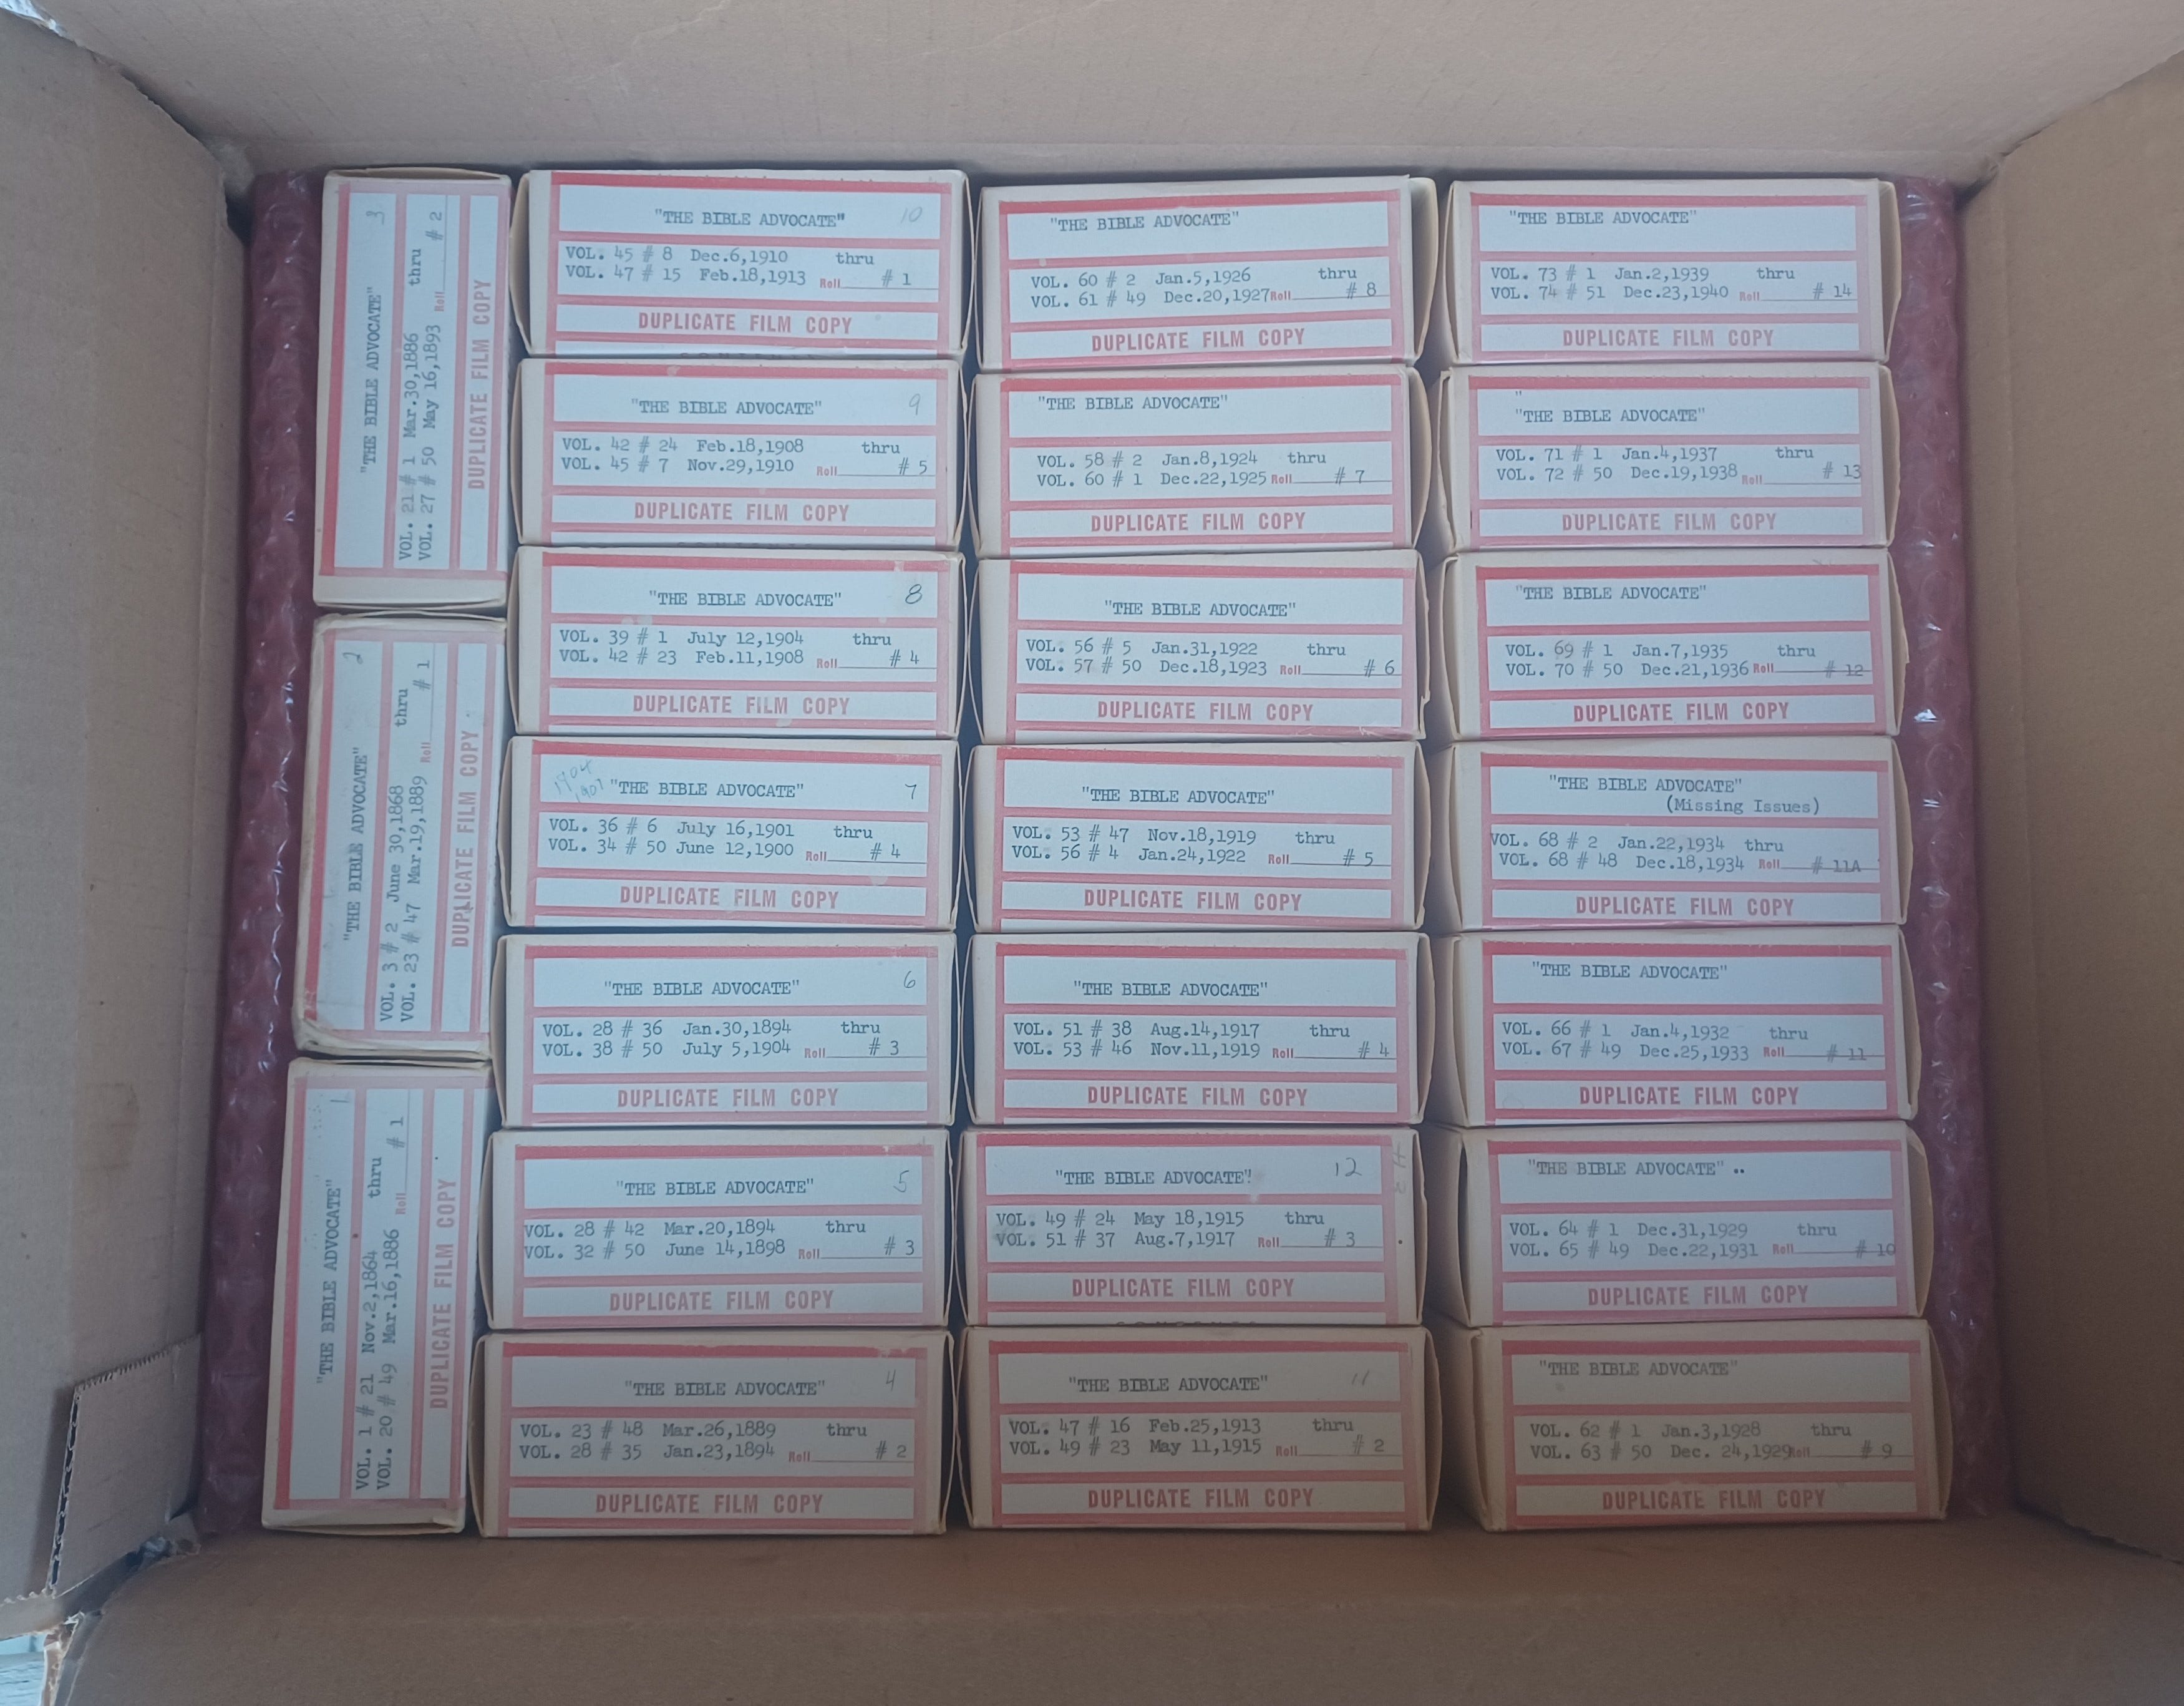 "THE BIBLE ADVOCATE" 3
VOL. 21 # 1 Mar.30,1886 thru
VOL. 27 # 50 May 16,1893 Roll # 2
DUPLICATE FILM COPY
"THE BIBLE ADVOCATE" 2
VOL. 3 # 2 June 30,1868 thru
VOL. 23 # 47 Mar.19,1889 Roll # 1
DUPLICATE FILM COPY
"THE BIBLE ADVOCATE" 1
VOL. 1 # 21 Nov.2,1864 thru
VOL. 20 # 49 Mar.16,1886 Roll # 1
DUPLICATE FILM COPY
"THE BIBLE ADVOCATE" 10
VOL. 45 # 8 Dec.6,1910 thru
VOL. 47 # 15 Feb.18,1913 Roll # 1
DUPLICATE FILM COPY
"THE BIBLE ADVOCATE" 9
VOL. 42 # 24 Feb.18,1908 thru
VOL. 45 # 7 Nov.29,1910 Roll # 5
DUPLICATE FILM COPY
"THE BIBLE ADVOCATE" 8
VOL. 39 # 1 July 12,1904 thru
VOL. 42 # 23 Feb.11,1908 Roll # 4
DUPLICATE FILM COPY
1904
1907 "THE BIBLE ADVOCATE" 7
VOL. 36 # 6 July 16,1901 thru
VOL. 34 # 50 June 12,1900 Roll # 4
DUPLICATE FILM COPY
"THE BIBLE ADVOCATE" 6
VOL. 28 # 36 Jan.30,1894 thru
VOL. 38 # 50 July 5,1904 Roll # 3
DUPLICATE FILM COPY
"THE BIBLE ADVOCATE" 5
VOL. 28 # 42 Mar.20,1894 thru
VOL. 32 # 50 June 14,1898 Roll # 3
DUPLICATE FILM COPY
"THE BIBLE ADVOCATE" 4
VOL. 23 # 48 Mar.26,1889 thru
VOL. 28 # 35 Jan.23,1894 Roll # 2
DUPLICATE FILM COPY
"THE BIBLE ADVOCATE"
VOL. 60 # 2 Jan.5,1926 thru
VOL. 61 # 49 Dec.20,1927 Roll # 8
DUPLICATE FILM COPY
"THE BIBLE ADVOCATE"
VOL. 58 # 2 Jan.8,1924 thru
VOL. 60 # 1 Dec.22,1925 Roll # 7
DUPLICATE FILM COPY
"THE BIBLE ADVOCATE"
VOL. 56 # 5 Jan.31,1922 thru
VOL. 57 # 50 Dec.18,1923 Roll # 6
DUPLICATE FILM COPY
"THE BIBLE ADVOCATE"
VOL. 53 # 47 Nov.18,1919 thru
VOL. 56 # 4 Jan.24,1922 Roll # 5
DUPLICATE FILM COPY
"THE BIBLE ADVOCATE"
VOL. 51 # 38 Aug.14,1917 thru
VOL. 53 # 46 Nov.11,1919 Roll # 4
DUPLICATE FILM COPY
"THE BIBLE ADVOCATE! 12
VOL. 49 # 24 May 18,1915 thru
VOL. 51 # 37 Aug.7,1917 Roll # 3
DUPLICATE FILM COPY
"THE BIBLE ADVOCATE" 11
VOL. 47 # 16 Feb.25,1913 thru
VOL. 49 # 23 May 11,1915 Roll # 2
DUPLICATE FILM COPY
"THE BIBLE ADVOCATE"
VOL. 73 # 1 Jan.2,1939 thru
VOL. 74 # 51 Dec.23,1940 Roll # 14
DUPLICATE FILM COPY
"
"THE BIBLE ADVOCATE"
VOL. 71 # 1 Jan.4,1937 thru
VOL. 72 # 50 Dec.19,1938 Roll # 13
DUPLICATE FILM COPY
"THE BIBLE ADVOCATE"
VOL. 69 # 1 Jan.7,1935 thru
VOL. 70 # 50 Dec.21,1936 Roll # 12
DUPLICATE FILM COPY
"THE BIBLE ADVOCATE"
(Missing Issues)
VOL. 68 # 2 Jan.22,1934 thru
VOL. 68 # 48 Dec.18,1934 Roll # 11A
DUPLICATE FILM COPY
"THE BIBLE ADVOCATE"
VOL. 66 # 1 Jan.4,1932 thru
VOL. 67 # 49 Dec.25,1933 Roll # 11
DUPLICATE FILM COPY
"THE BIBLE ADVOCATE" ..
VOL. 64 # 1 Dec.31,1929 thru
VOL. 65 # 49 Dec.22,1931 Roll # 10
DUPLICATE FILM COPY
"THE BIBLE ADVOCATE"
VOL. 62 # 1 Jan.3,1928 thru
VOL. 63 # 50 Dec. 24,1929 Roll # 9
DUPLICATE FILM COPY